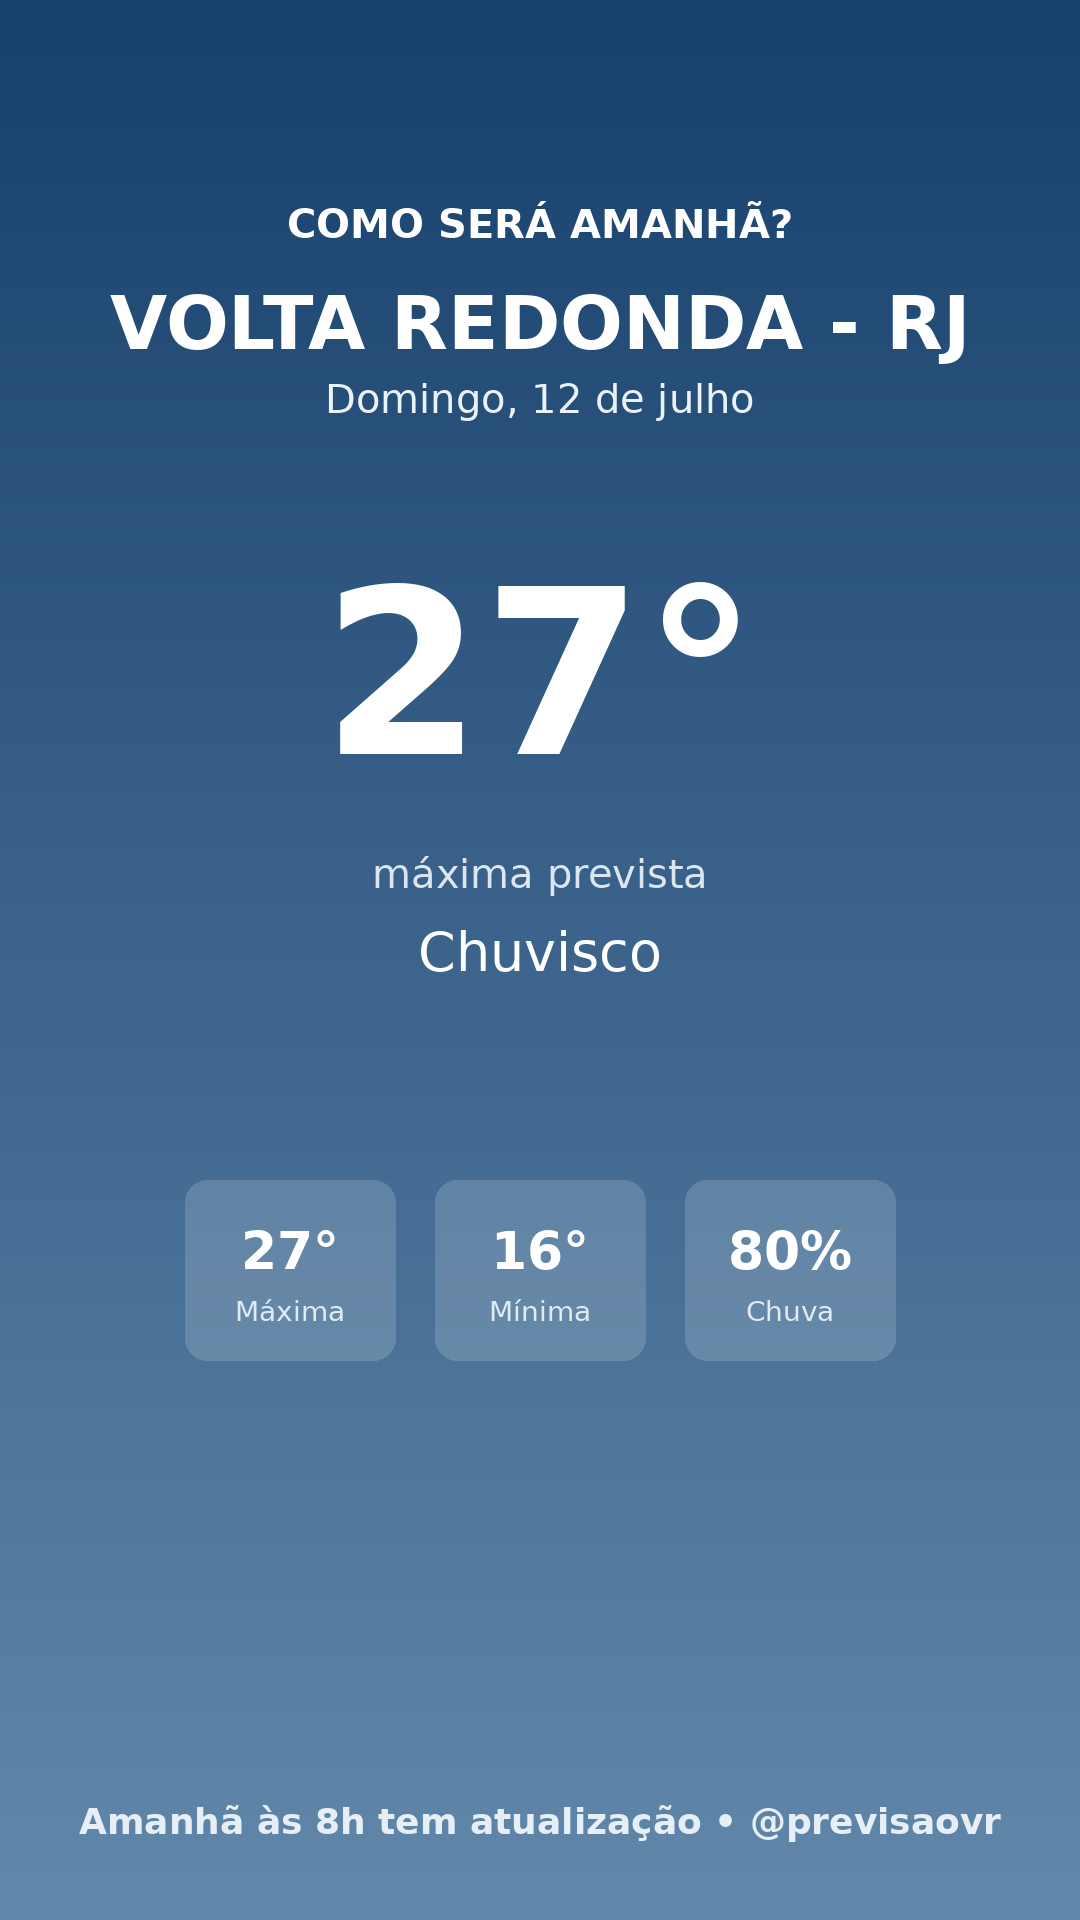 COMO SERÁ AMANHÃ?
VOLTA REDONDA - RJ
Domingo, 12 de julho
27°
máxima prevista
Chuvisco
27° 16° 80%
Máxima Mínima Chuva
Amanhã às 8h tem atualização • @previsaovr